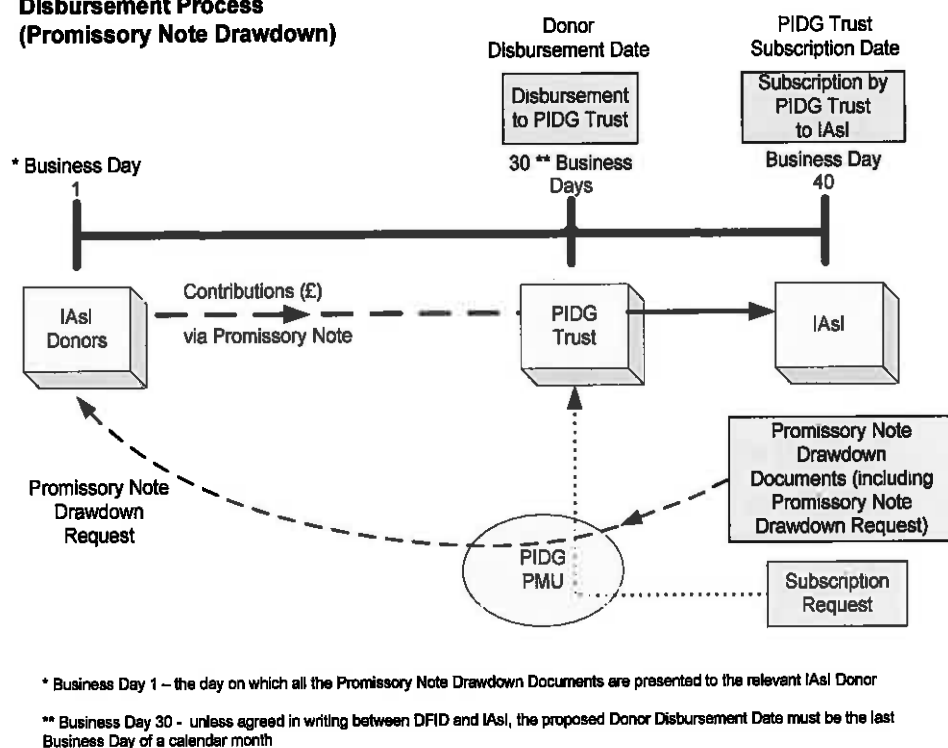 Disbursement Process
(Promissory Note Drawdown)
Donor
Disbursement Date
PIDG Trust
Subscription Date
Disbursement
to PIDG Trust
Subscription by
PIDG Trust
to IAsI
* Business Day
1
30 ** Business
Days
Business Day
40
IAsI
Donors
Contributions (£)
via Promissory Note
PIDG
Trust
IAsI
Promissory Note
Drawdown
Request
Promissory Note
Drawdown
Documents (including
Promissory Note
Drawdown Request)
PIDG
PMU
Subscription
Request
* Business Day 1 – the day on which all the Promissory Note Drawdown Documents are presented to the relevant IAsI Donor
** Business Day 30 - unless agreed in writing between DFID and IAsI, the proposed Donor Disbursement Date must be the last
Business Day of a calendar month